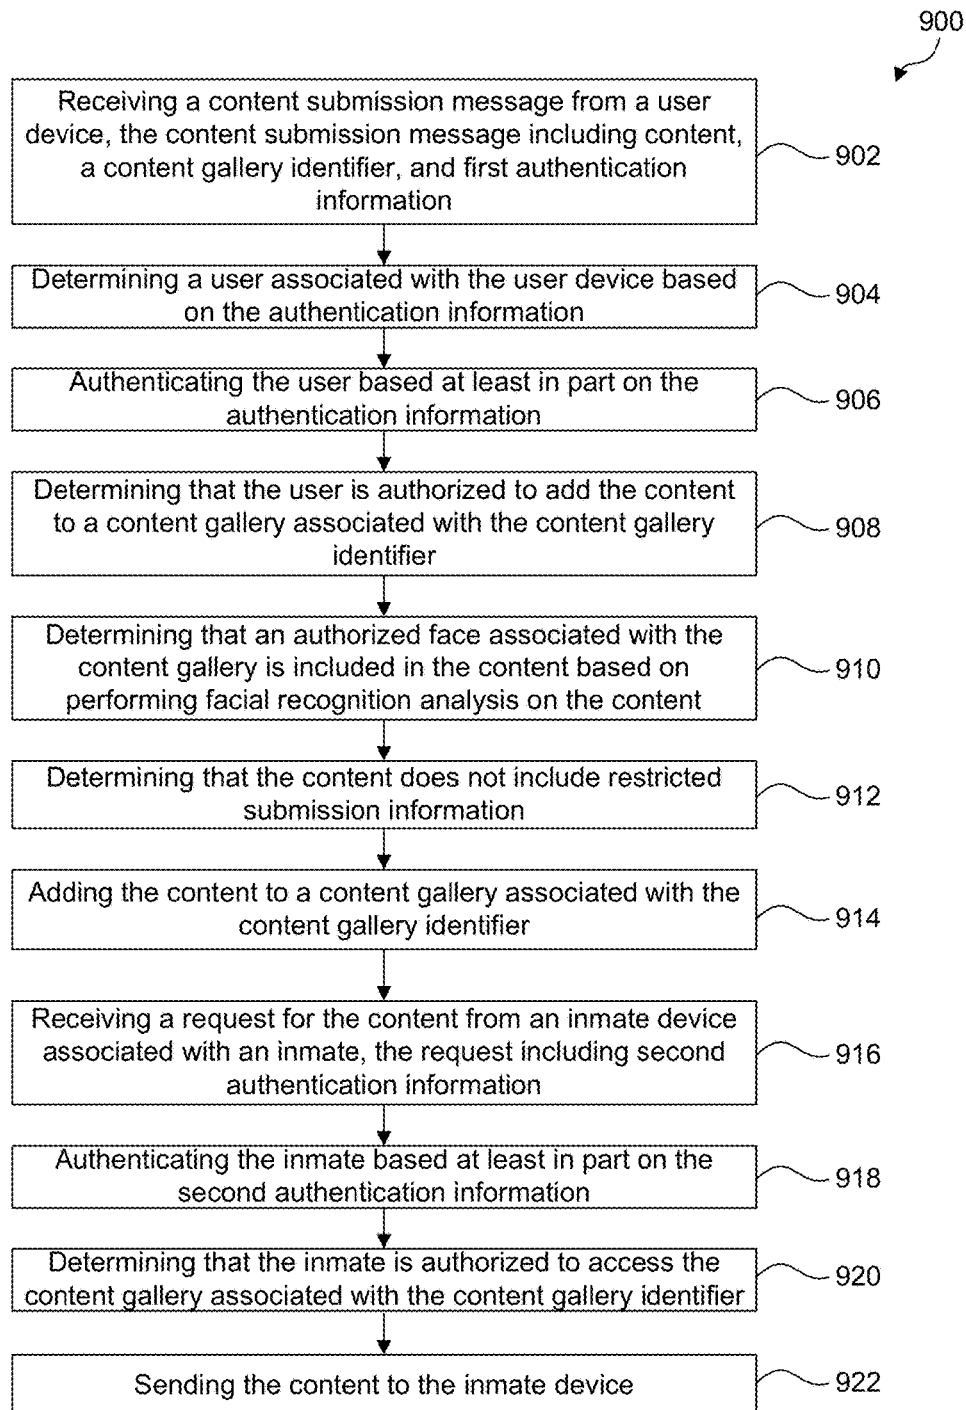 900
Receiving a content submission message from a user
device, the content submission message including content,
a content gallery identifier, and first authentication
information
902
Determining a user associated with the user device based
on the authentication information
904
Authenticating the user based at least in part on the
authentication information
906
Determining that the user is authorized to add the content
to a content gallery associated with the content gallery
identifier
908
Determining that an authorized face associated with the
content gallery is included in the content based on
performing facial recognition analysis on the content
910
Determining that the content does not include restricted
submission information
912
Adding the content to a content gallery associated with the
content gallery identifier
914
Receiving a request for the content from an inmate device
associated with an inmate, the request including second
authentication information
916
Authenticating the inmate based at least in part on the
second authentication information
918
Determining that the inmate is authorized to access the
content gallery associated with the content gallery identifier
920
Sending the content to the inmate device
922